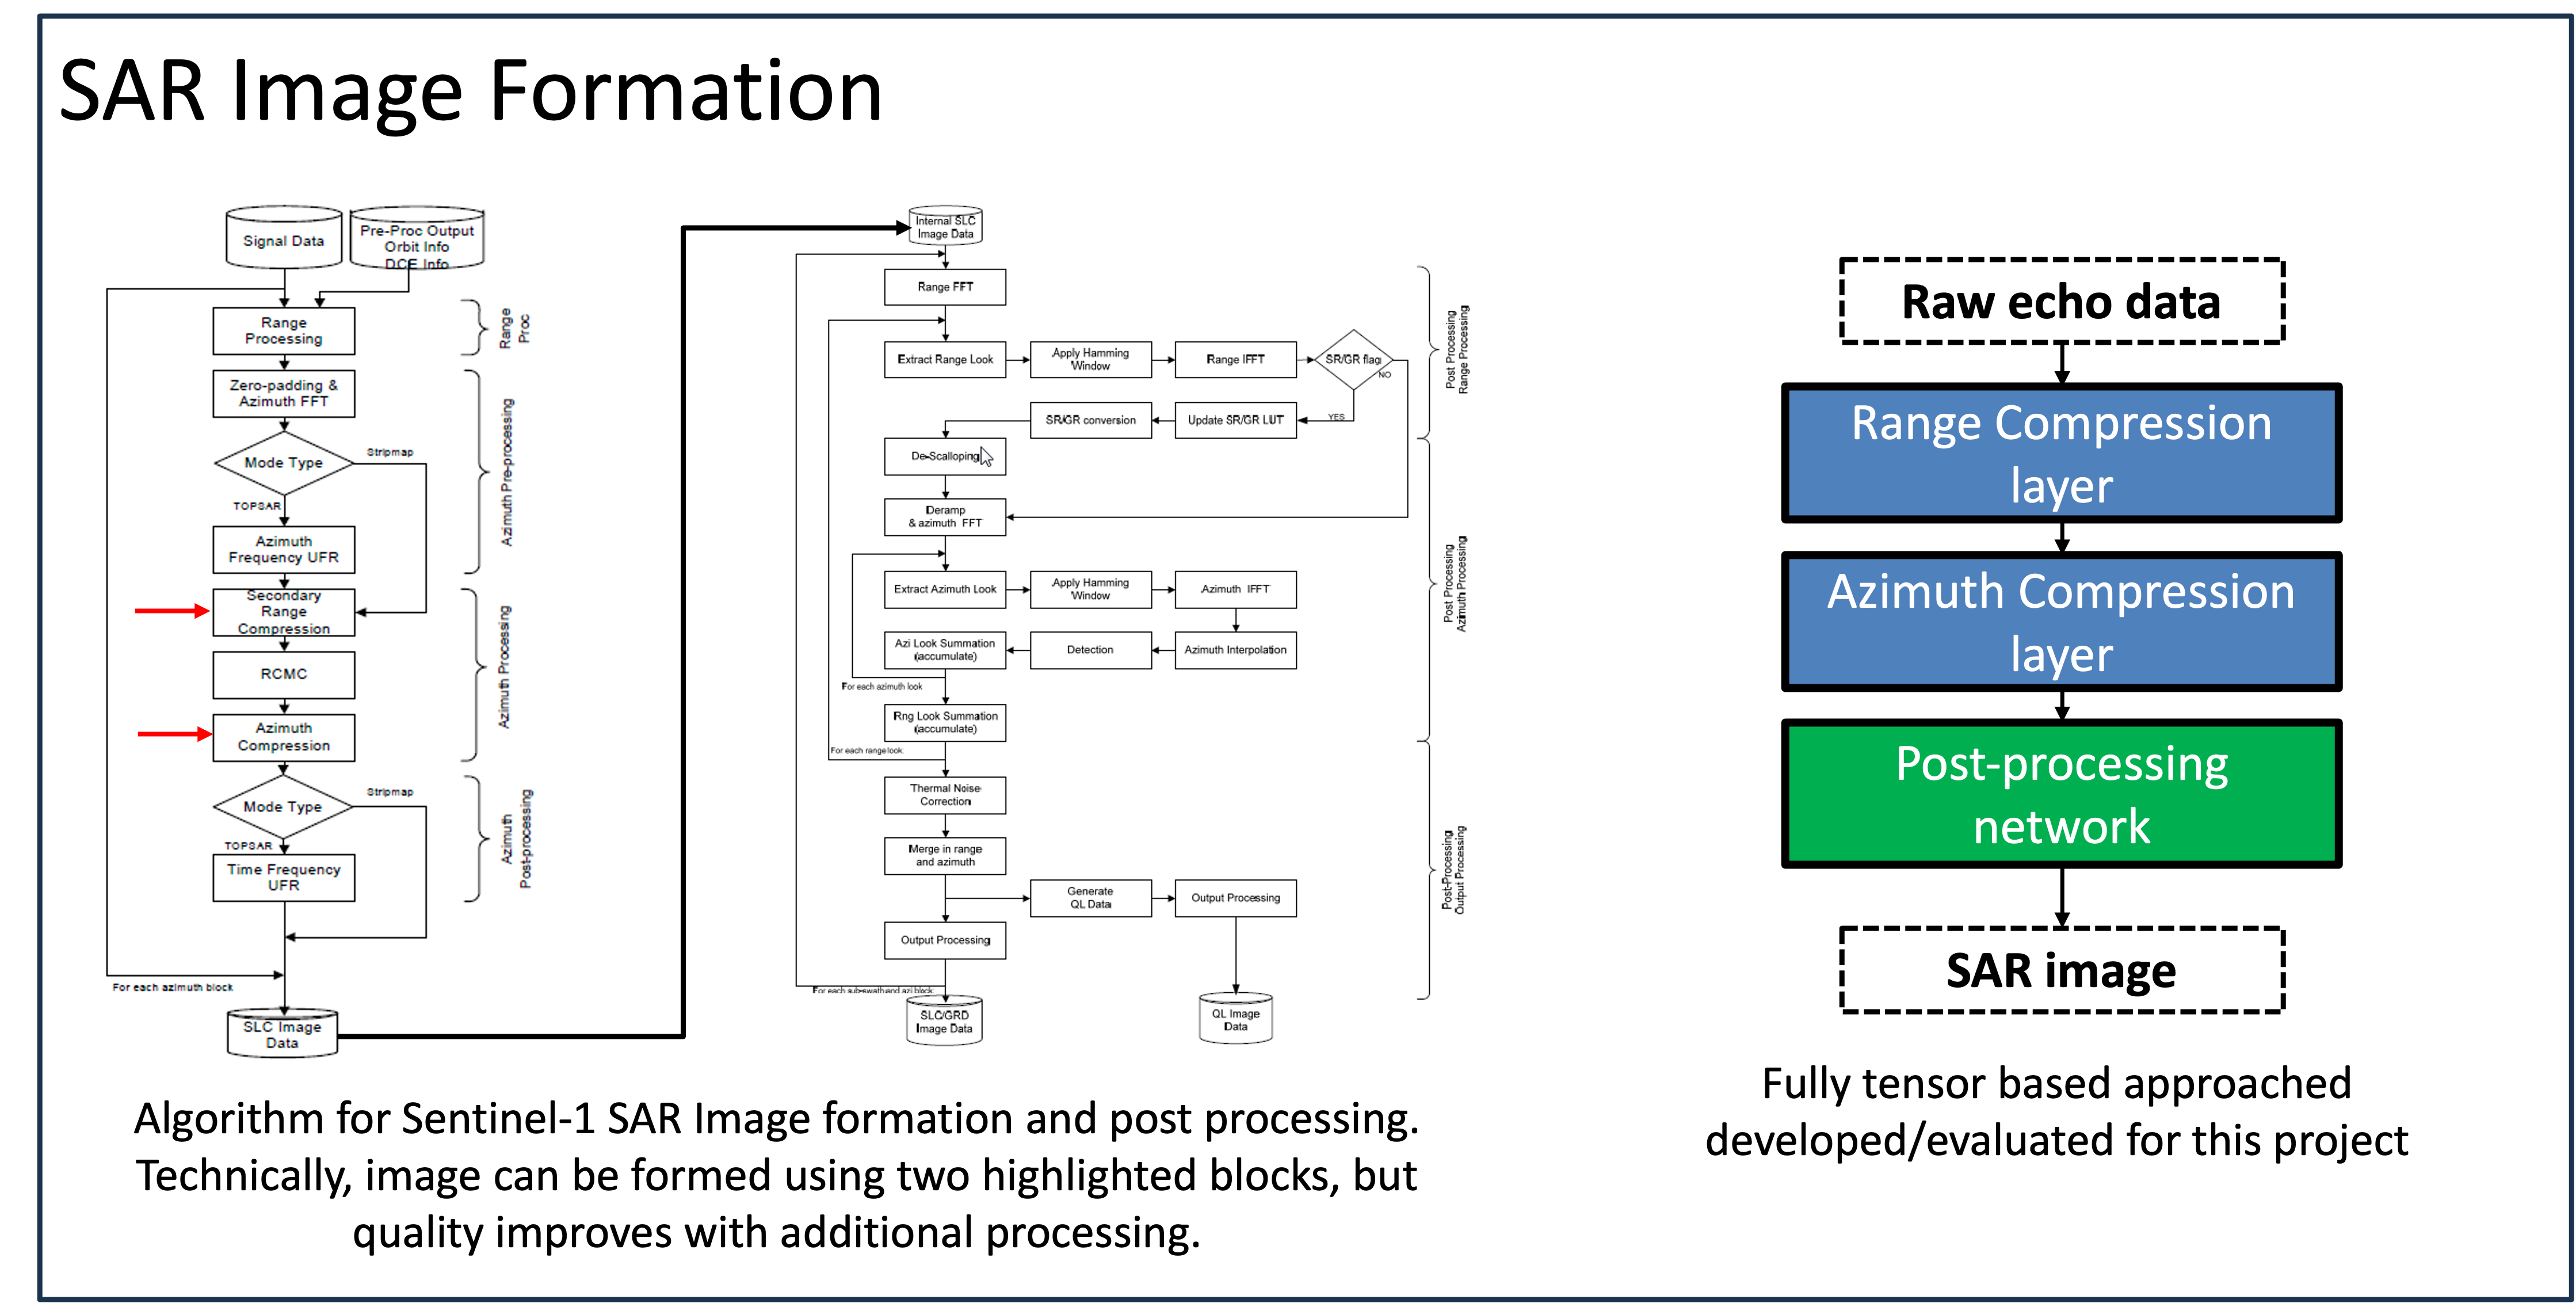 SAR Image Formation
Signal Data
Pre-Proc Output
Orbit Info
DCE Info
Range
Processing
Range
Proc
Zero-padding &
Azimuth FFT
Mode Type
Stripmap
TOPSAR
Azimuth
Frequency UFR
Azimuth Pre-processing
Secondary
Range
Compression
RCMC
Azimuth
Compression
Azimuth Processing
Mode Type
Stripmap
TOPSAR
Time Frequency
UFR
Azimuth
Post-processing
For each azimuth block
SLC Image
Data
Internal SLC
Image Data
Range FFT
Extract Range Look
Apply Hamming
Window
Range IFFT
SR/GR flag
NO
YES
Update SR/GR LUT
SR/GR conversion
Post Processing
Range Processing
De-Scalloping
Deramp
& azimuth FFT
Extract Azimuth Look
Apply Hamming
Window
Azimuth IFFT
Azimuth Interpolation
Detection
Azi Look Summation
(accumulate)
For each azimuth look
Rng Look Summation
(accumulate)
For each range look
Post Processing
Azimuth Processing
Thermal Noise
Correction
Merge in range
and azimuth
Generate
QL Data
Output Processing
Output Processing
For each sub-swath and azi block
Post-Processing
Output Processing
SLC/GRD
Image Data
QL Image
Data
Raw echo data
Range Compression
layer
Azimuth Compression
layer
Post-processing
network
SAR image
Algorithm for Sentinel-1 SAR Image formation and post processing.
Technically, image can be formed using two highlighted blocks, but
quality improves with additional processing.
Fully tensor based approached
developed/evaluated for this project